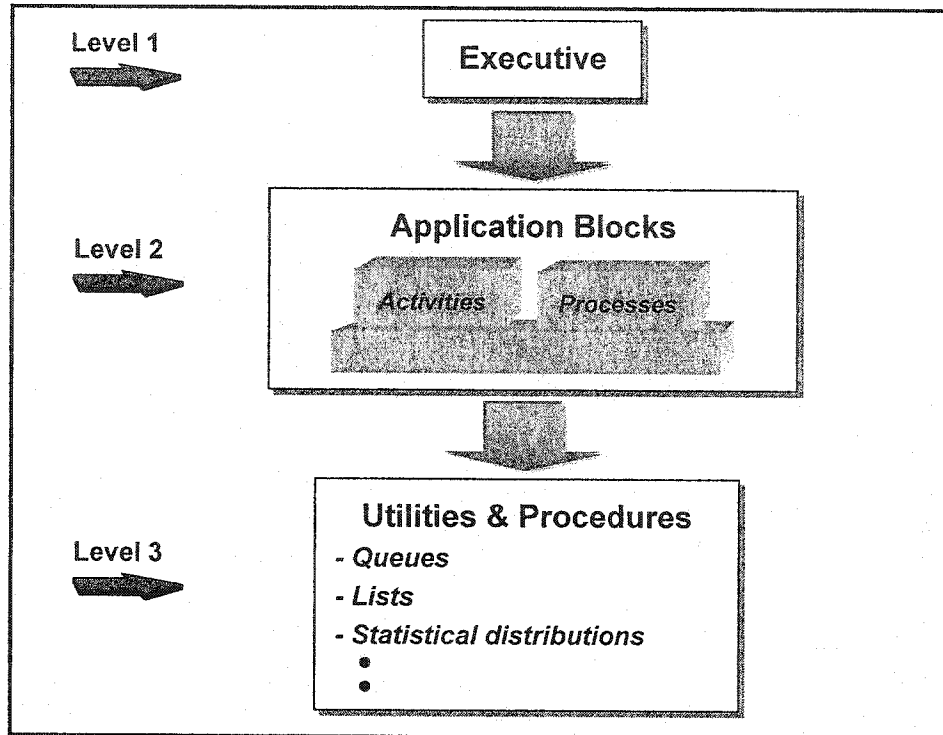 Level 1
Executive
Level 2
Application Blocks
Activities
Processes
Level 3
Utilities & Procedures
- Queues
- Lists
- Statistical distributions
•
•